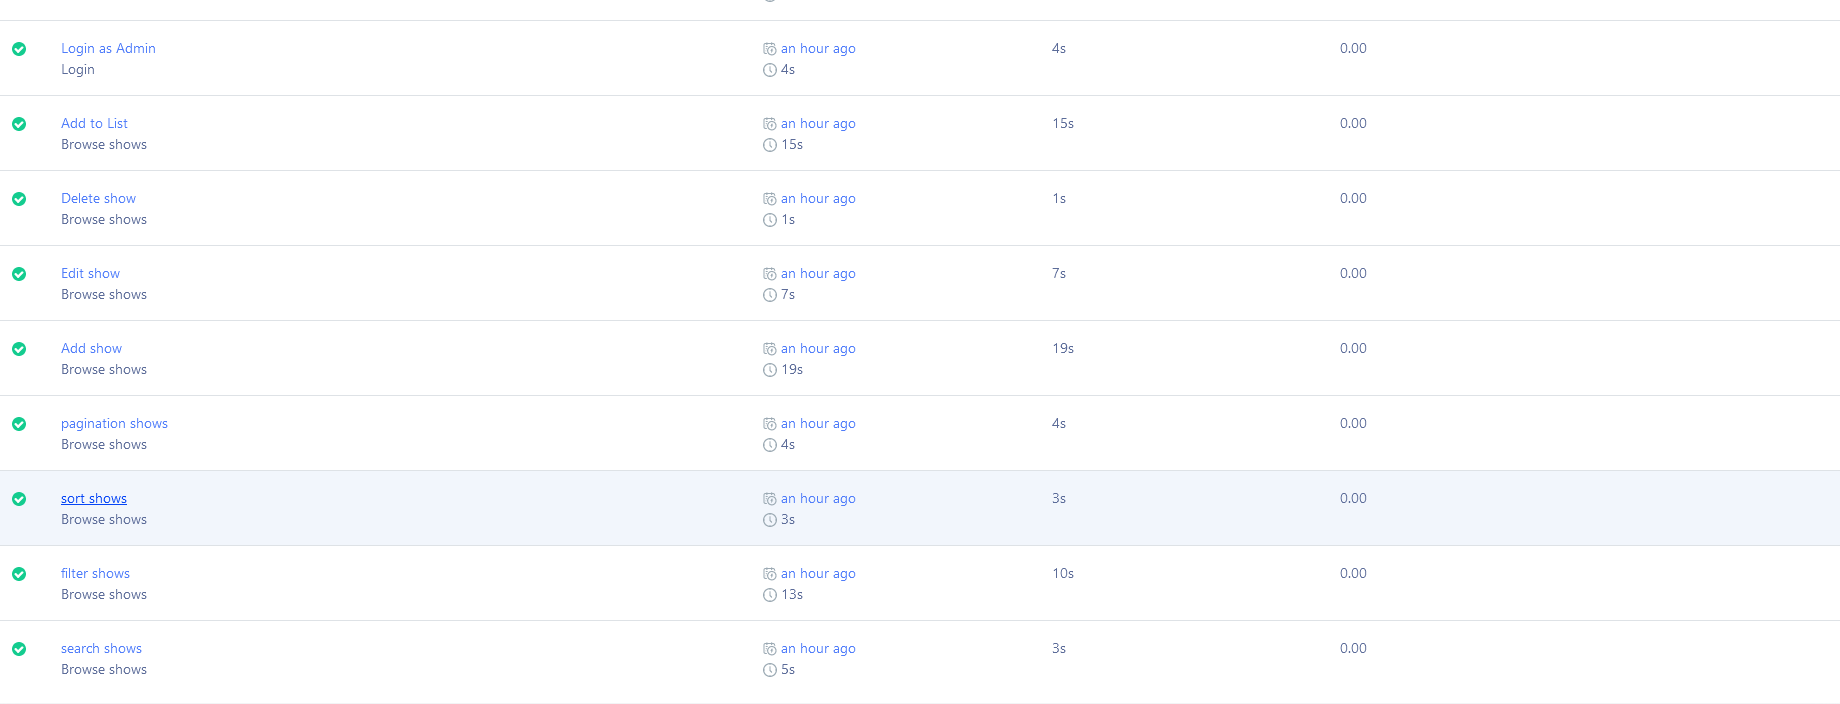 Login as Admin an hour ago 4s 0.00
Login 4s
Add to List an hour ago 15s 0.00
Browse shows 15s
Delete show an hour ago 1s 0.00
Browse shows 1s
Edit show an hour ago 7s 0.00
Browse shows 7s
Add show an hour ago 19s 0.00
Browse shows 19s
pagination shows an hour ago 4s 0.00
Browse shows 4s
sort shows an hour ago 3s 0.00
Browse shows 3s
filter shows an hour ago 10s 0.00
Browse shows 13s
search shows an hour ago 3s 0.00
Browse shows 5s